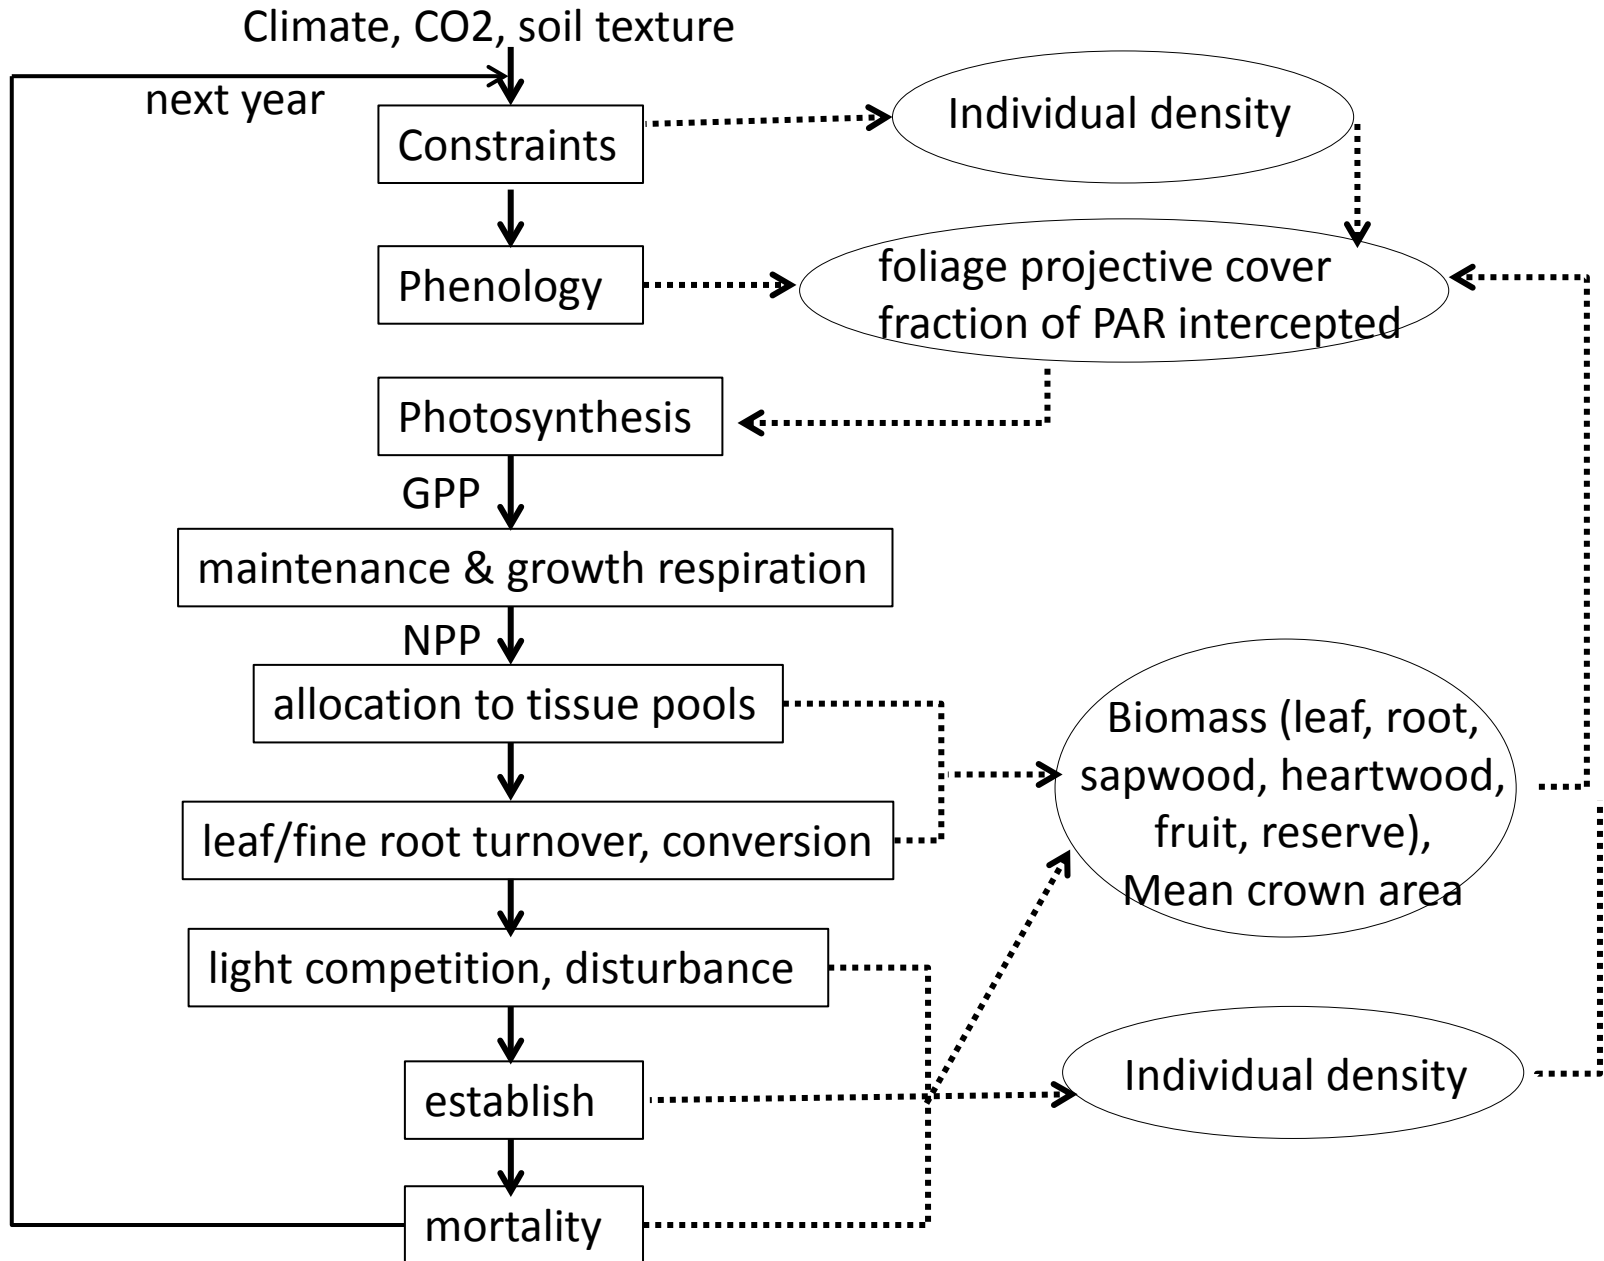 Climate, CO2, soil texture
next year
Constraints
Individual density
Phenology
foliage projective cover
fraction of PAR intercepted
Photosynthesis
GPP
maintenance & growth respiration
NPP
allocation to tissue pools
Biomass (leaf, root,
sapwood, heartwood,
fruit, reserve),
Mean crown area
leaf/fine root turnover, conversion
light competition, disturbance
establish
Individual density
mortality